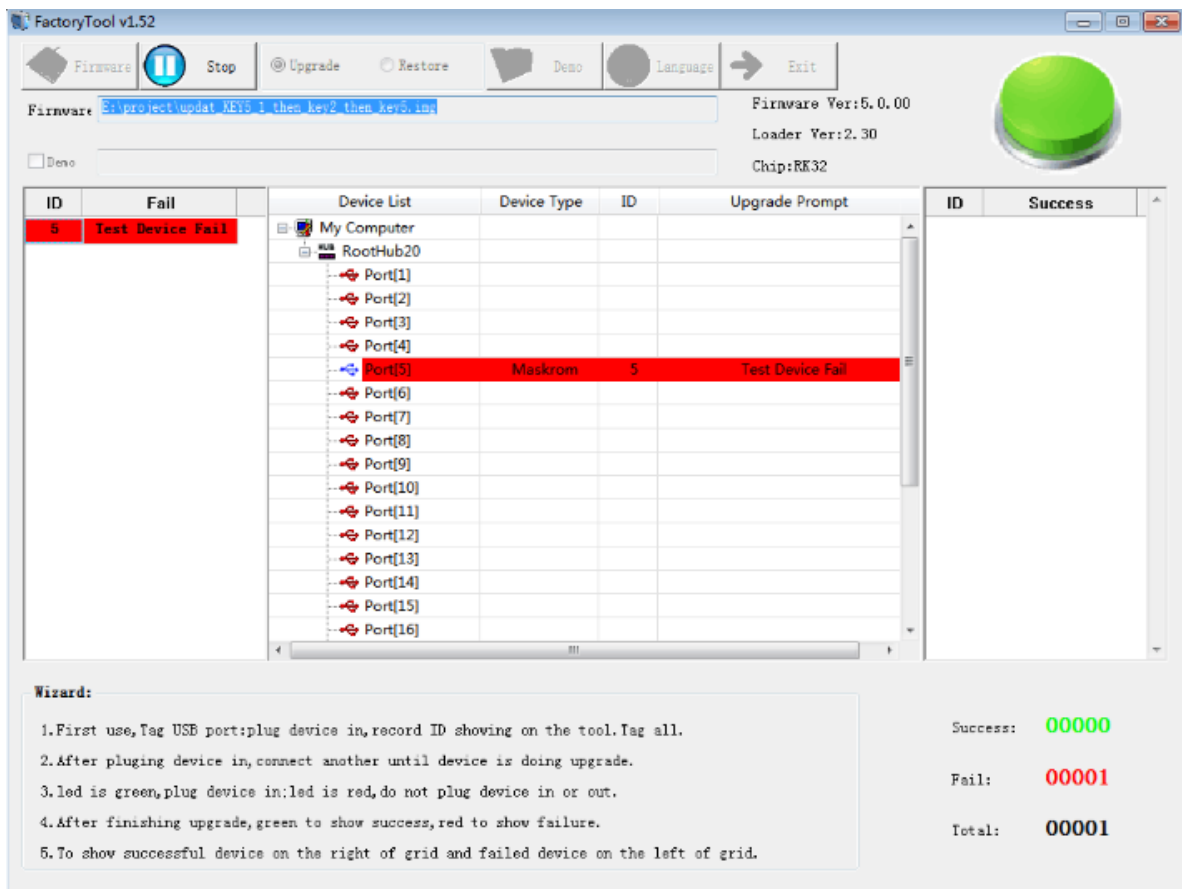 FactoryTool v1.52
Firmware Stop Upgrade Restore Demo Language Exit
Firmware E:\project\updat_KEY5_1_then_key2_then_key5.img
Firmware Ver:5.0.00
Loader Ver:2.30
Demo
Chip:RK32
ID Fail
5 Test Device Fail
Device List Device Type ID Upgrade Prompt
My Computer
HUB RootHub20
Port[1]
Port[2]
Port[3]
Port[4]
Port[5] Maskrom 5 Test Device Fail
Port[6]
Port[7]
Port[8]
Port[9]
Port[10]
Port[11]
Port[12]
Port[13]
Port[14]
Port[15]
Port[16]
ID Success
Wizard:
1.First use,Tag USB port:plug device in,record ID showing on the tool.Tag all.
2.After pluging device in,connect another until device is doing upgrade.
3.led is green,plug device in;led is red,do not plug device in or out.
4.After finishing upgrade,green to show success,red to show failure.
5.To show successful device on the right of grid and failed device on the left of grid.
Success: 00000
Fail: 00001
Total: 00001